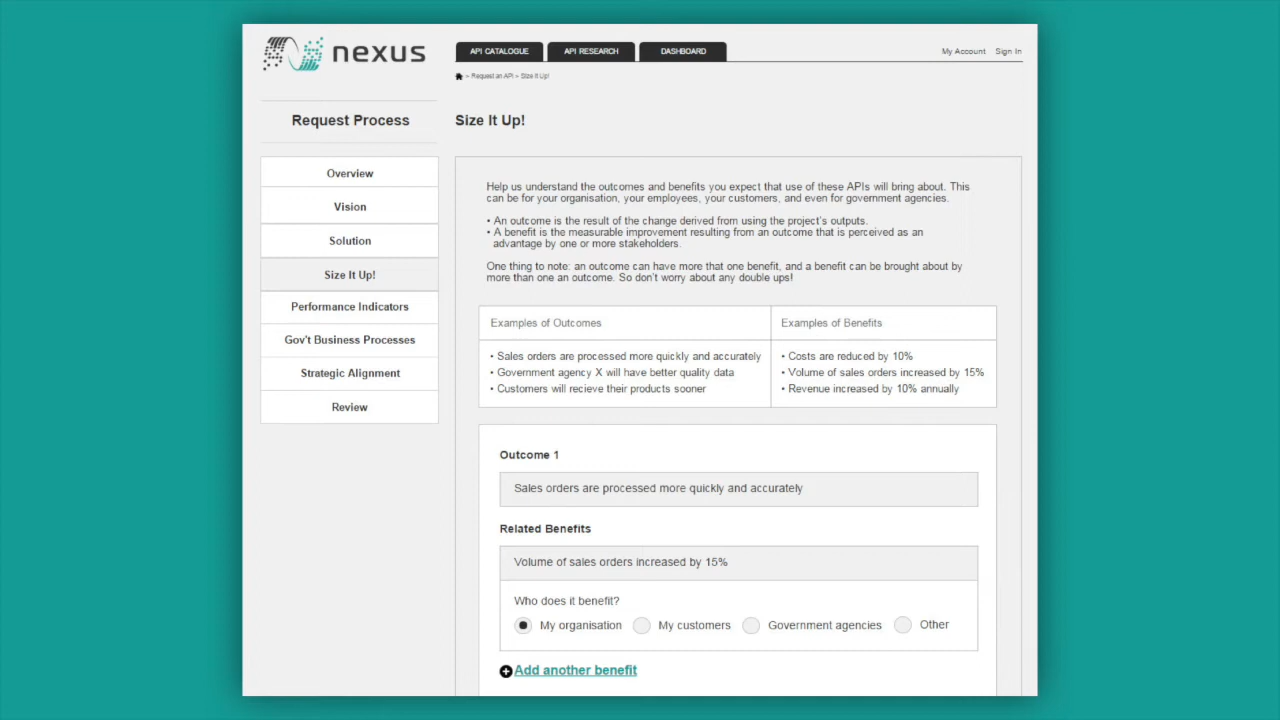 nexus
API CATALOGUE
API RESEARCH
DASHBOARD
My Account
Sign In
» Request an API » Size It Up!
Request Process
Overview
Vision
Solution
Size It Up!
Performance Indicators
Gov't Business Processes
Strategic Alignment
Review
Size It Up!
Help us understand the outcomes and benefits you expect that use of these APIs will bring about. This
can be for your organisation, your employees, your customers, and even for government agencies.
• An outcome is the result of the change derived from using the project's outputs.
• A benefit is the measurable improvement resulting from an outcome that is perceived as an
advantage by one or more stakeholders.
One thing to note: an outcome can have more that one benefit, and a benefit can be brought about by
more than one an outcome. So don't worry about any double ups!
Examples of Outcomes
• Sales orders are processed more quickly and accurately
• Government agency X will have better quality data
• Customers will recieve their products sooner
Examples of Benefits
• Costs are reduced by 10%
• Volume of sales orders increased by 15%
• Revenue increased by 10% annually
Outcome 1
Sales orders are processed more quickly and accurately
Related Benefits
Volume of sales orders increased by 15%
Who does it benefit?
My organisation
My customers
Government agencies
Other
Add another benefit